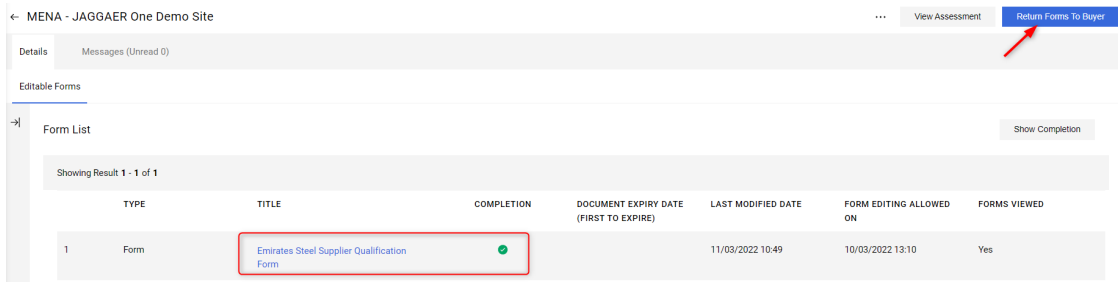 ← MENA - JAGGAER One Demo Site ... View Assessment Return Forms To Buyer
Details Messages (Unread 0)
Editable Forms
Form List Show Completion
Showing Result 1 - 1 of 1
TYPE TITLE COMPLETION DOCUMENT EXPIRY DATE LAST MODIFIED DATE FORM EDITING ALLOWED FORMS VIEWED
(FIRST TO EXPIRE) ON
1 Form Emirates Steel Supplier Qualification 11/03/2022 10:49 10/03/2022 13:10 Yes
Form